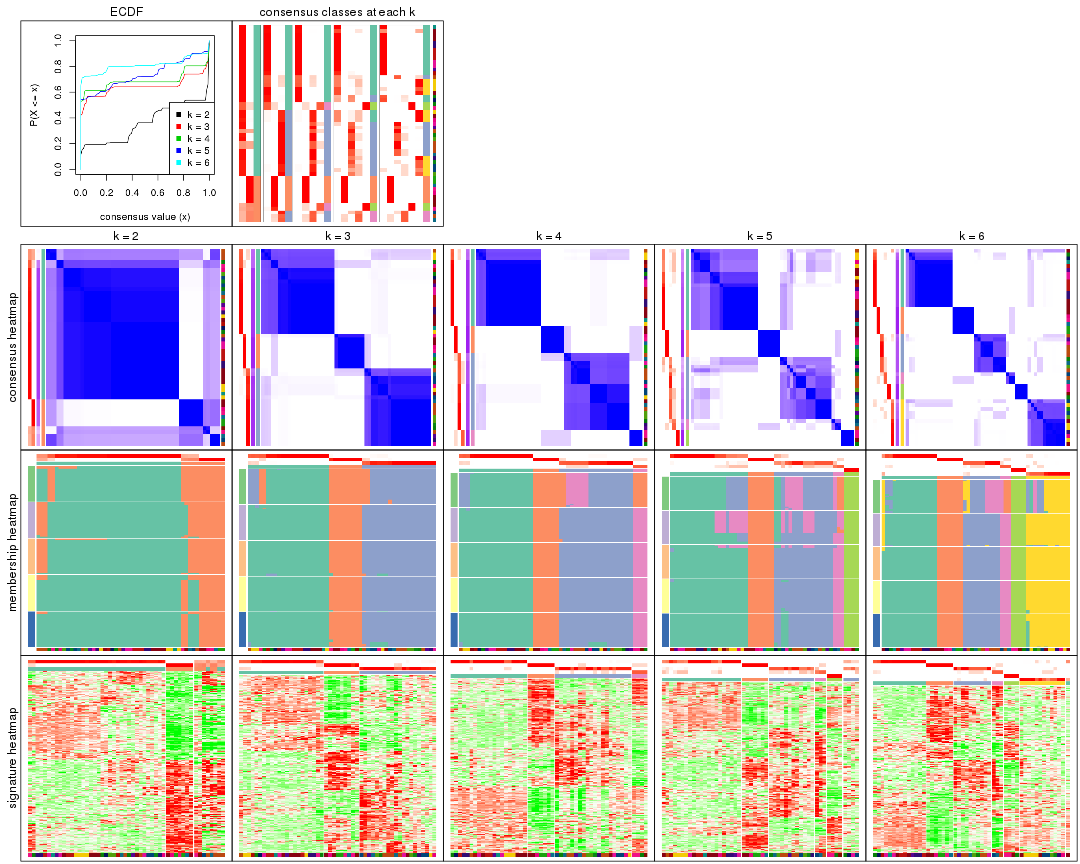 ECDF
consensus classes at each k
P(X <= x)
1.0
0.8
0.6
0.4
0.2
0.0
k = 2
k = 3
k = 4
k = 5
k = 6
0.0 0.2 0.4 0.6 0.8 1.0
consensus value (x)
k = 2
k = 3
k = 4
k = 5
k = 6
consensus heatmap
membership heatmap
signature heatmap